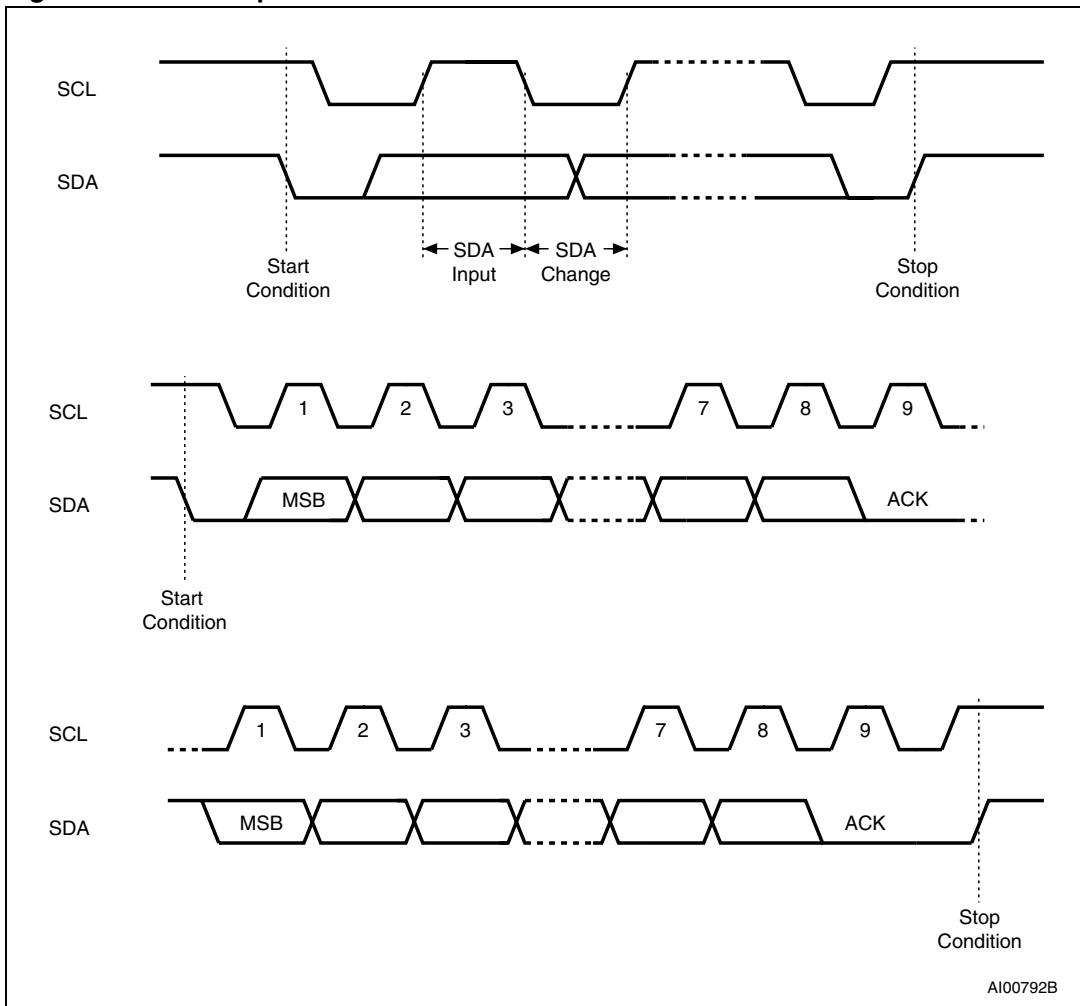 SCL
SDA
SDA Input
SDA Change
Start Condition
Stop Condition
SCL
1 2 3 7 8 9
SDA
MSB
ACK
Start Condition
SCL
1 2 3 7 8 9
SDA
MSB
ACK
Stop Condition
AI00792B